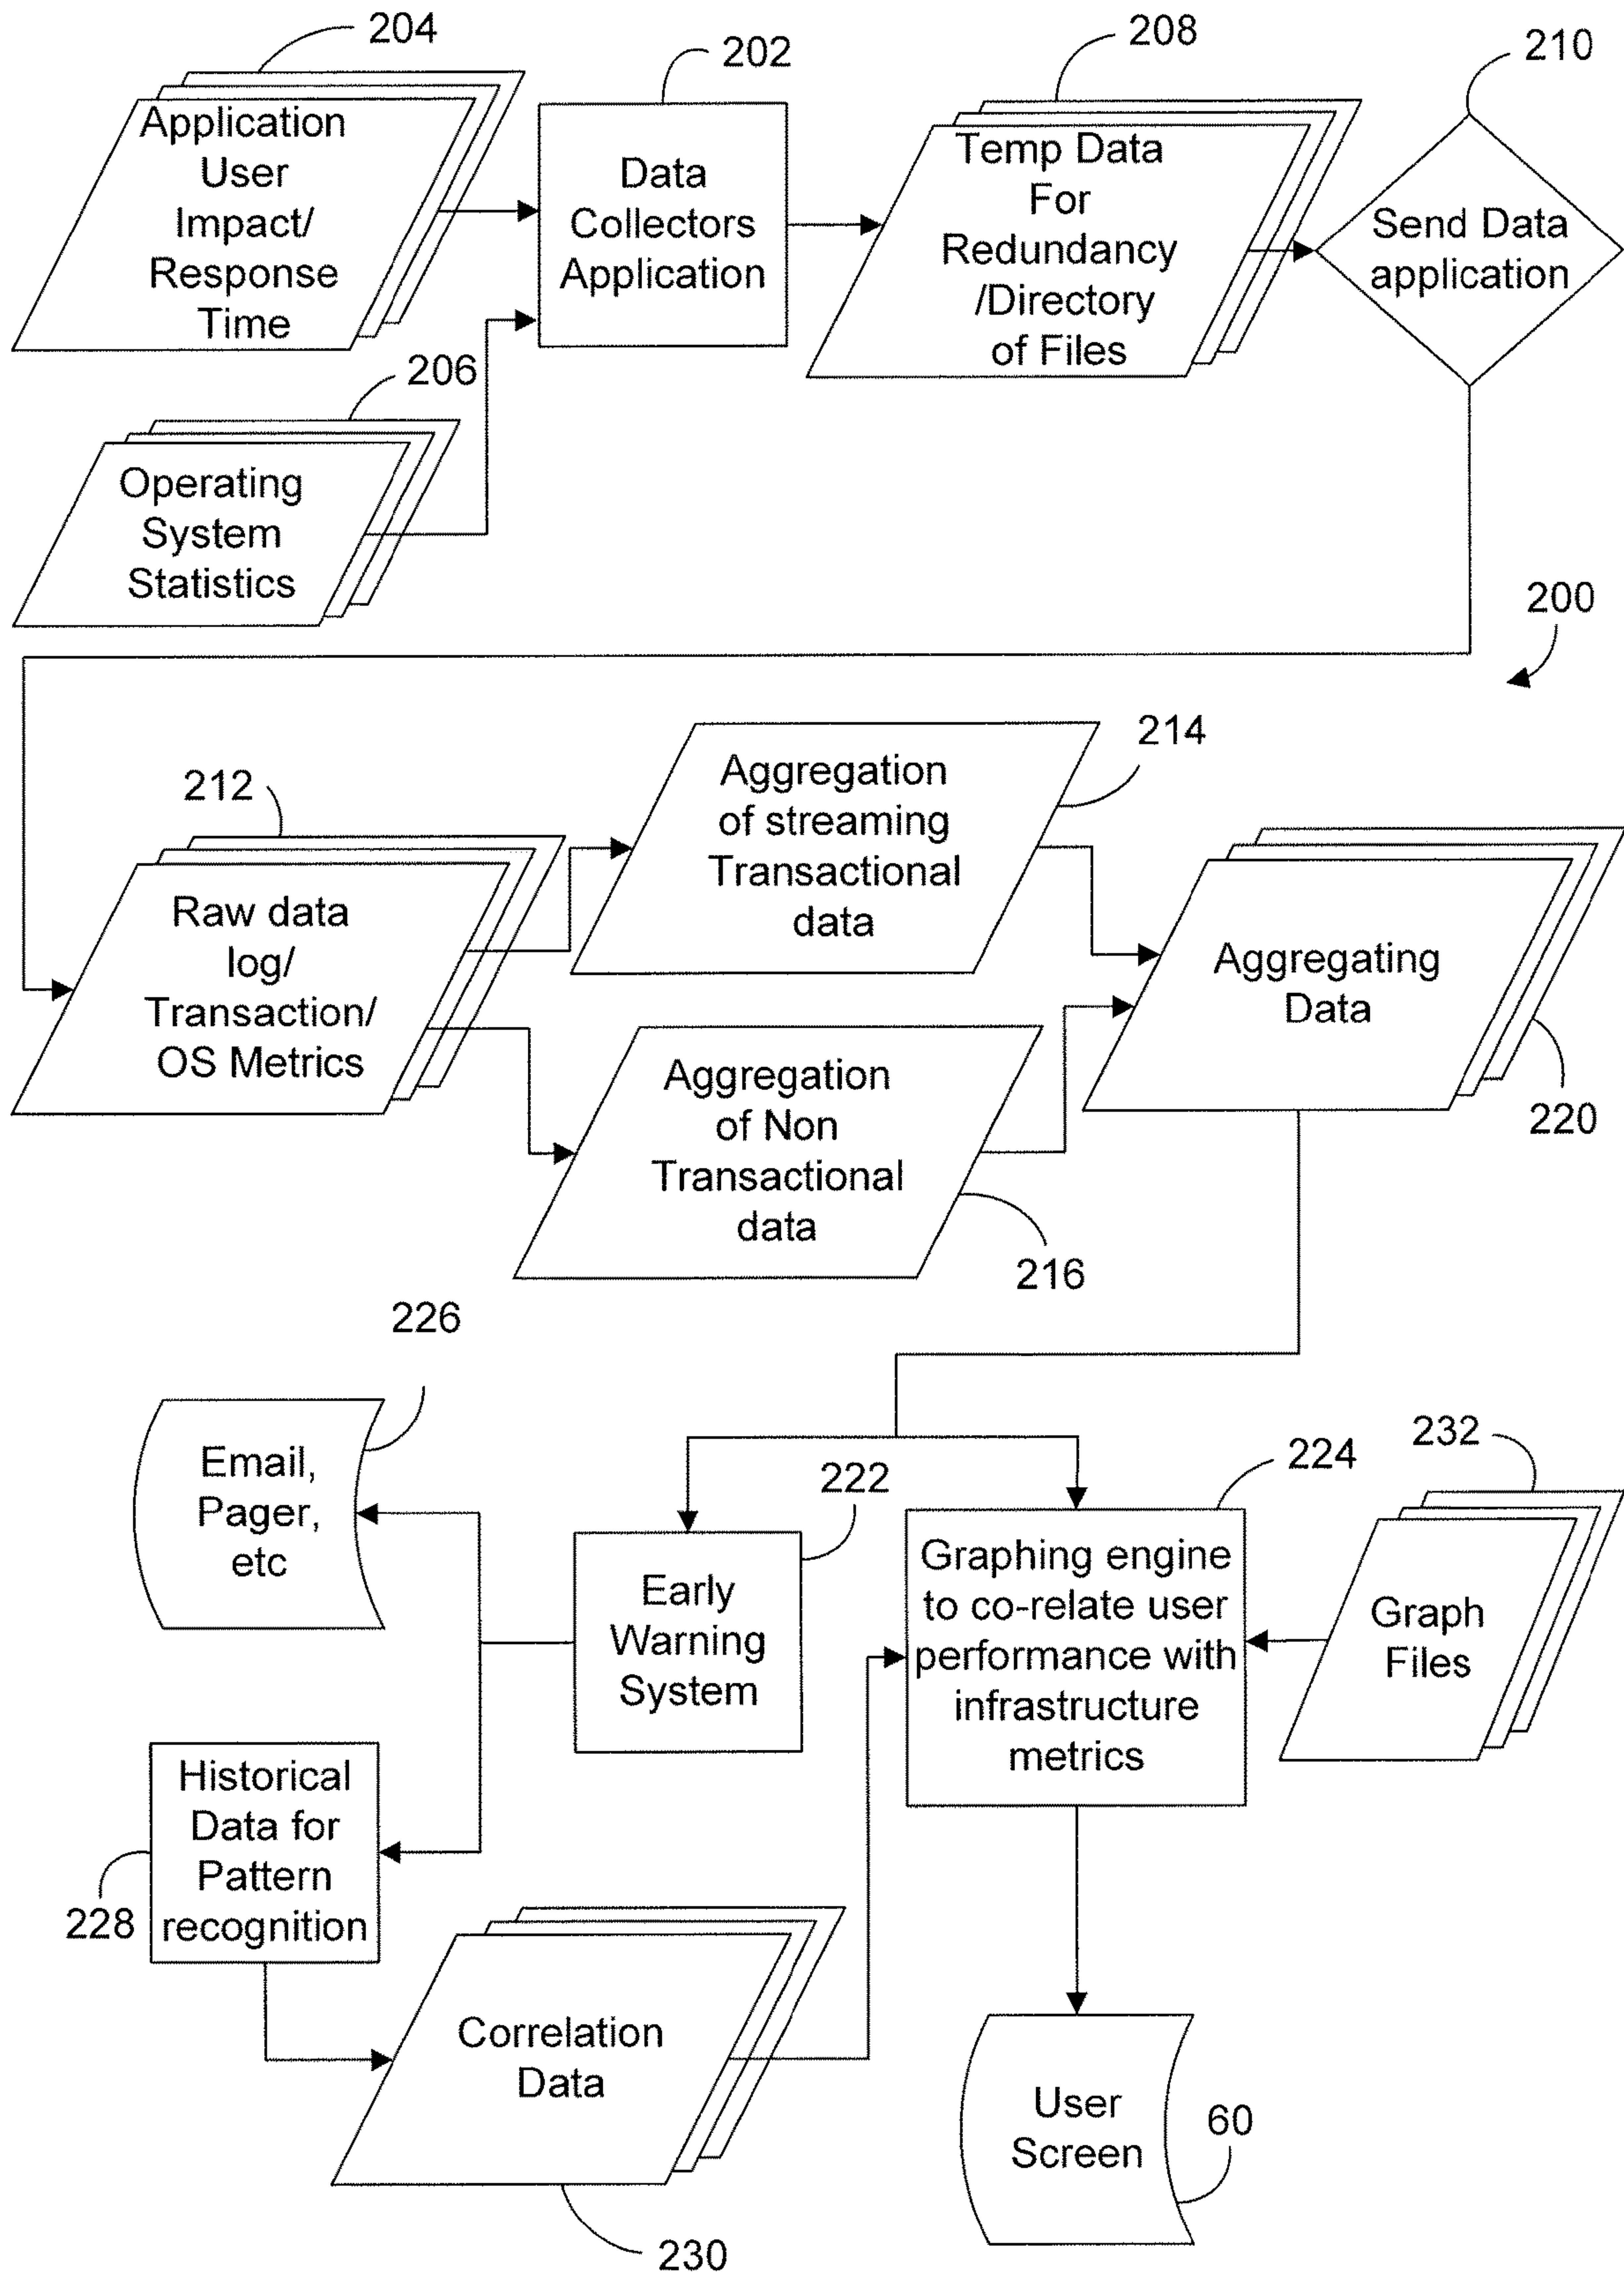 204
202
208
210
Application
User
Impact/
Response
Time
Data
Collectors
Application
Temp Data
For
Redundancy
/Directory
of Files
Send Data
application
206
Operating
System
Statistics
200
212
214
Raw data
log/
Transaction/
OS Metrics
Aggregation
of streaming
Transactional
data
Aggregating
Data
220
Aggregation
of Non
Transactional
data
216
226
Email,
Pager,
etc
222
Early
Warning
System
224
Graphing engine
to co-relate user
performance with
infrastructure
metrics
232
Graph
Files
Historical
Data for
Pattern
recognition
228
Correlation
Data
230
User
Screen
60